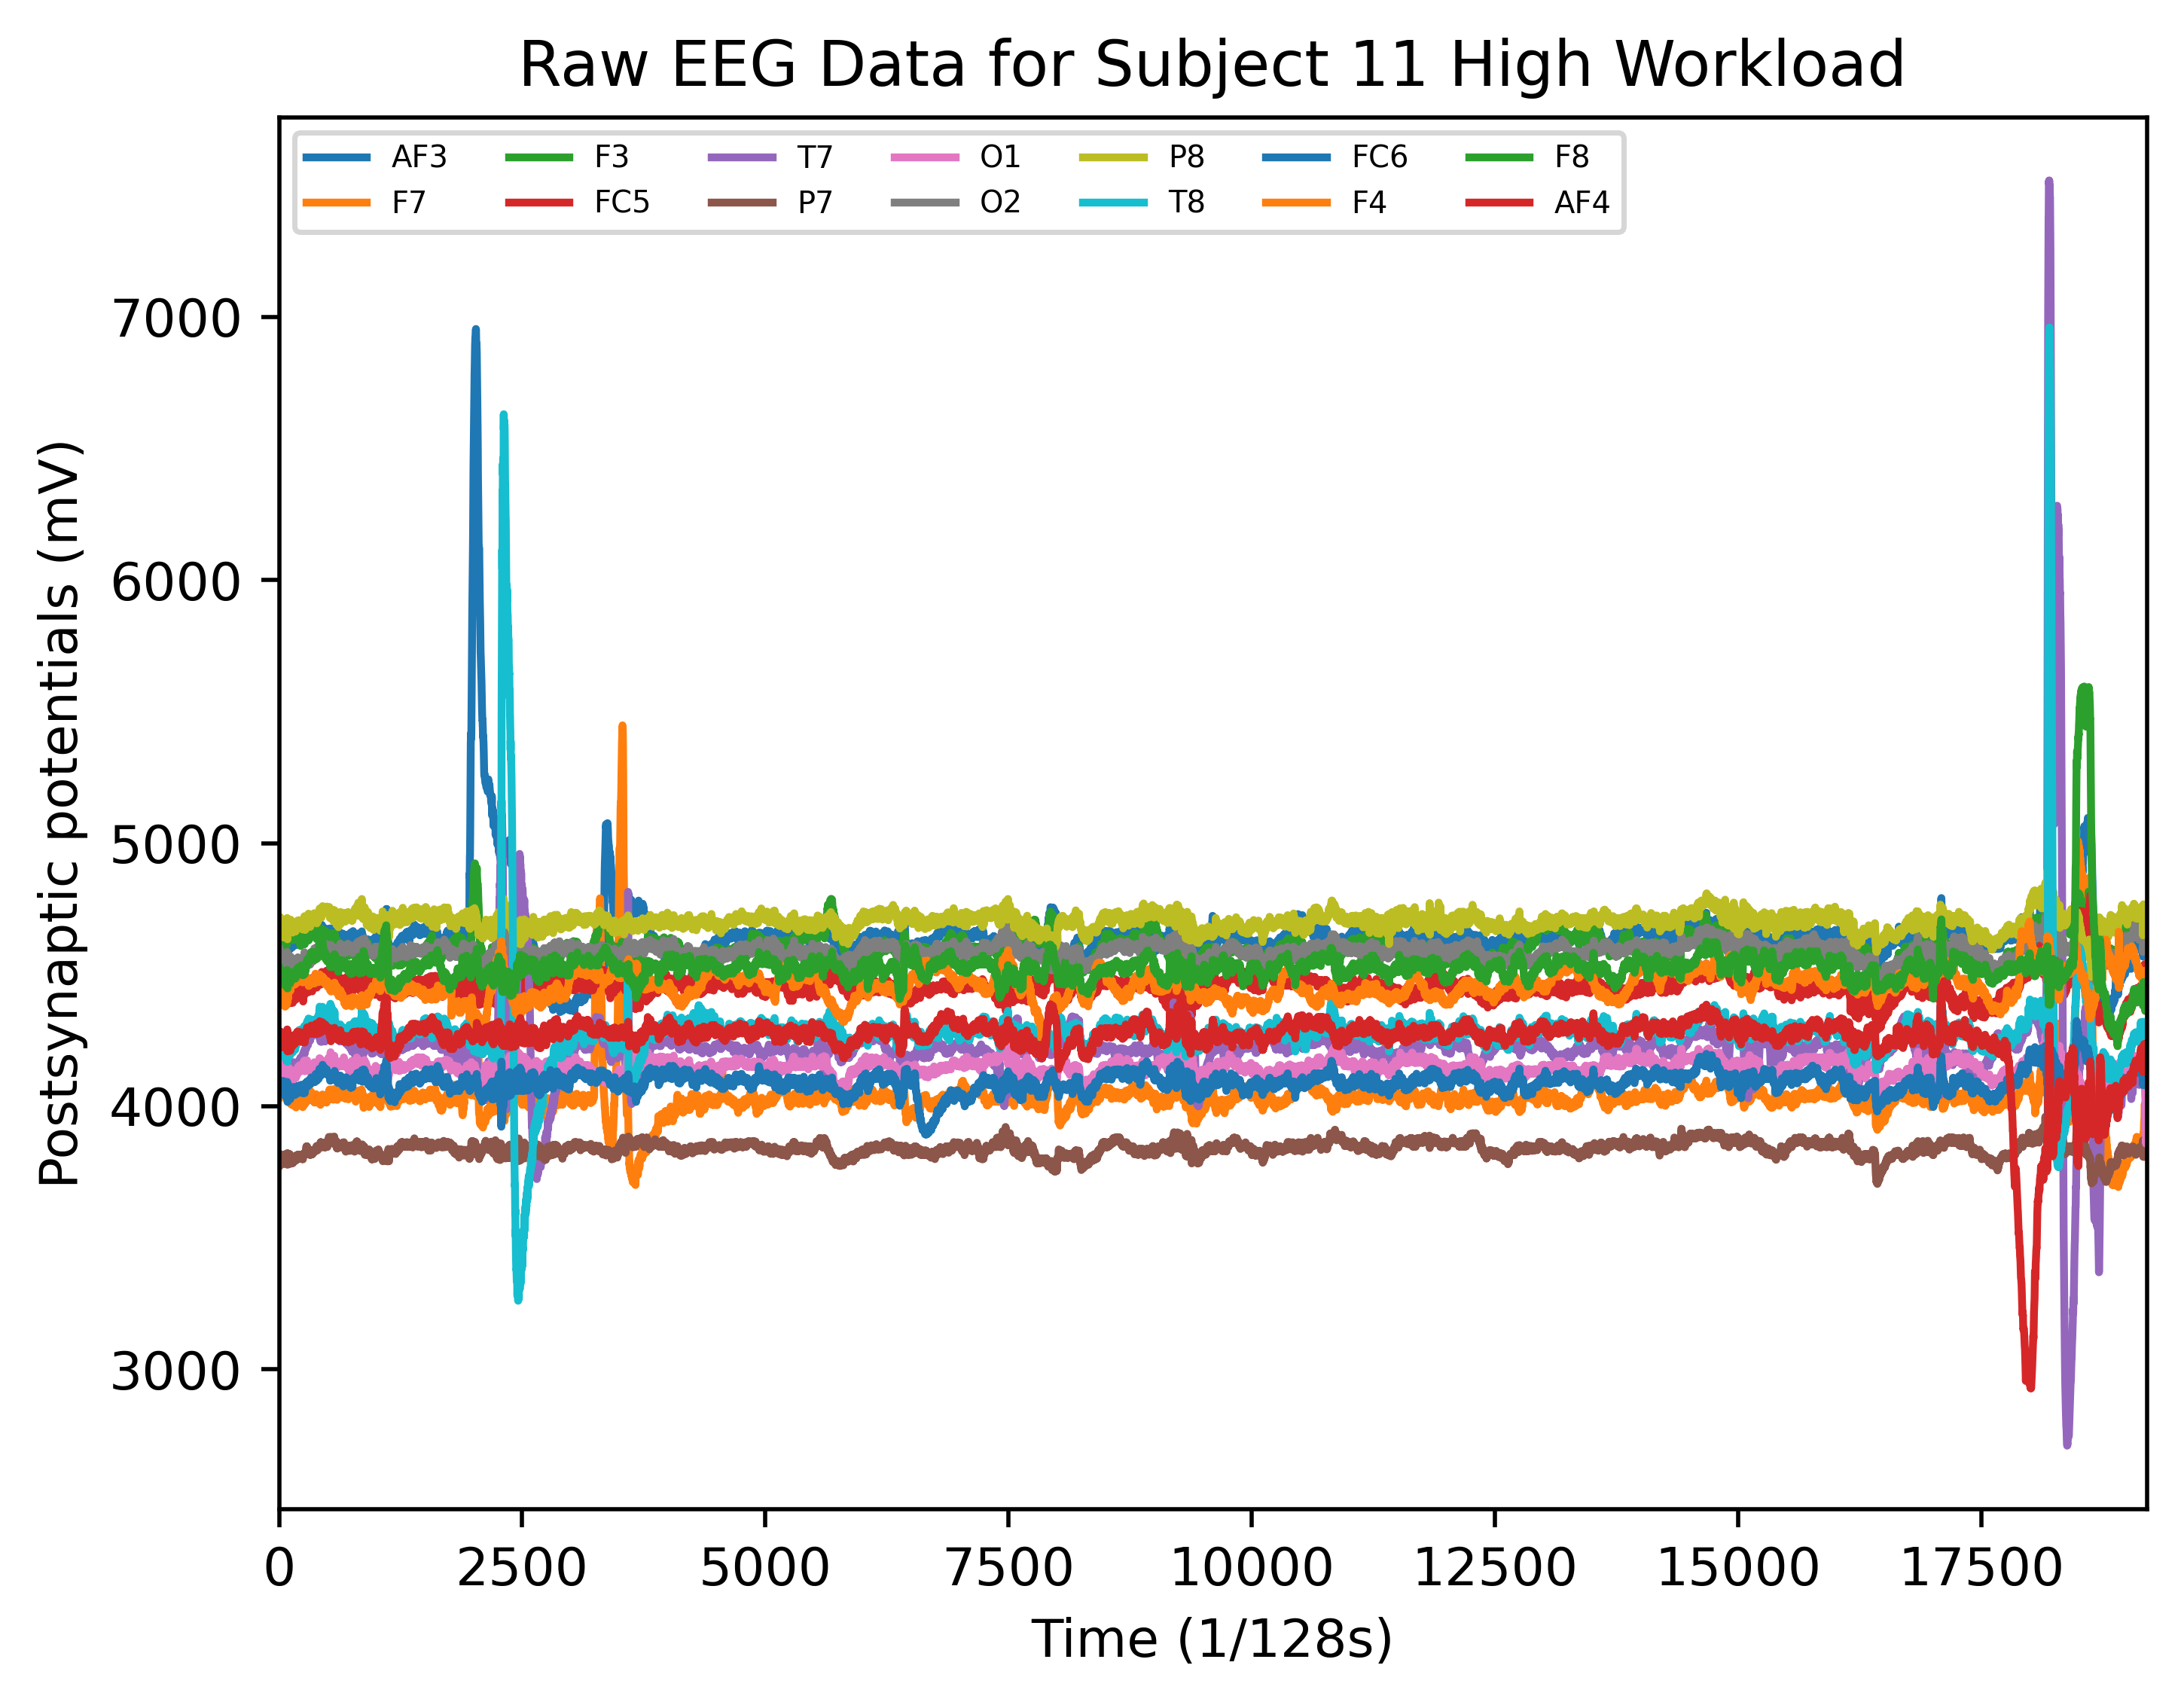 Raw EEG Data for Subject 11 High Workload
AF3 F3 T7 O1 P8 FC6 F8
F7 FC5 P7 O2 T8 F4 AF4
7000
6000
5000
4000
3000
Postsynaptic potentials (mV)
0 2500 5000 7500 10000 12500 15000 17500
Time (1/128s)